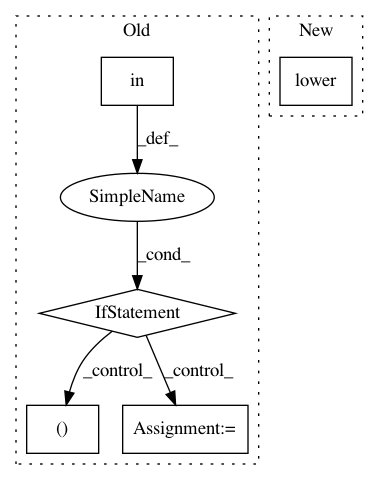 Old
New
in
lower
_def_
SimpleName
_cond_
IfStatement
_control_
_control_
()
Assignment:=